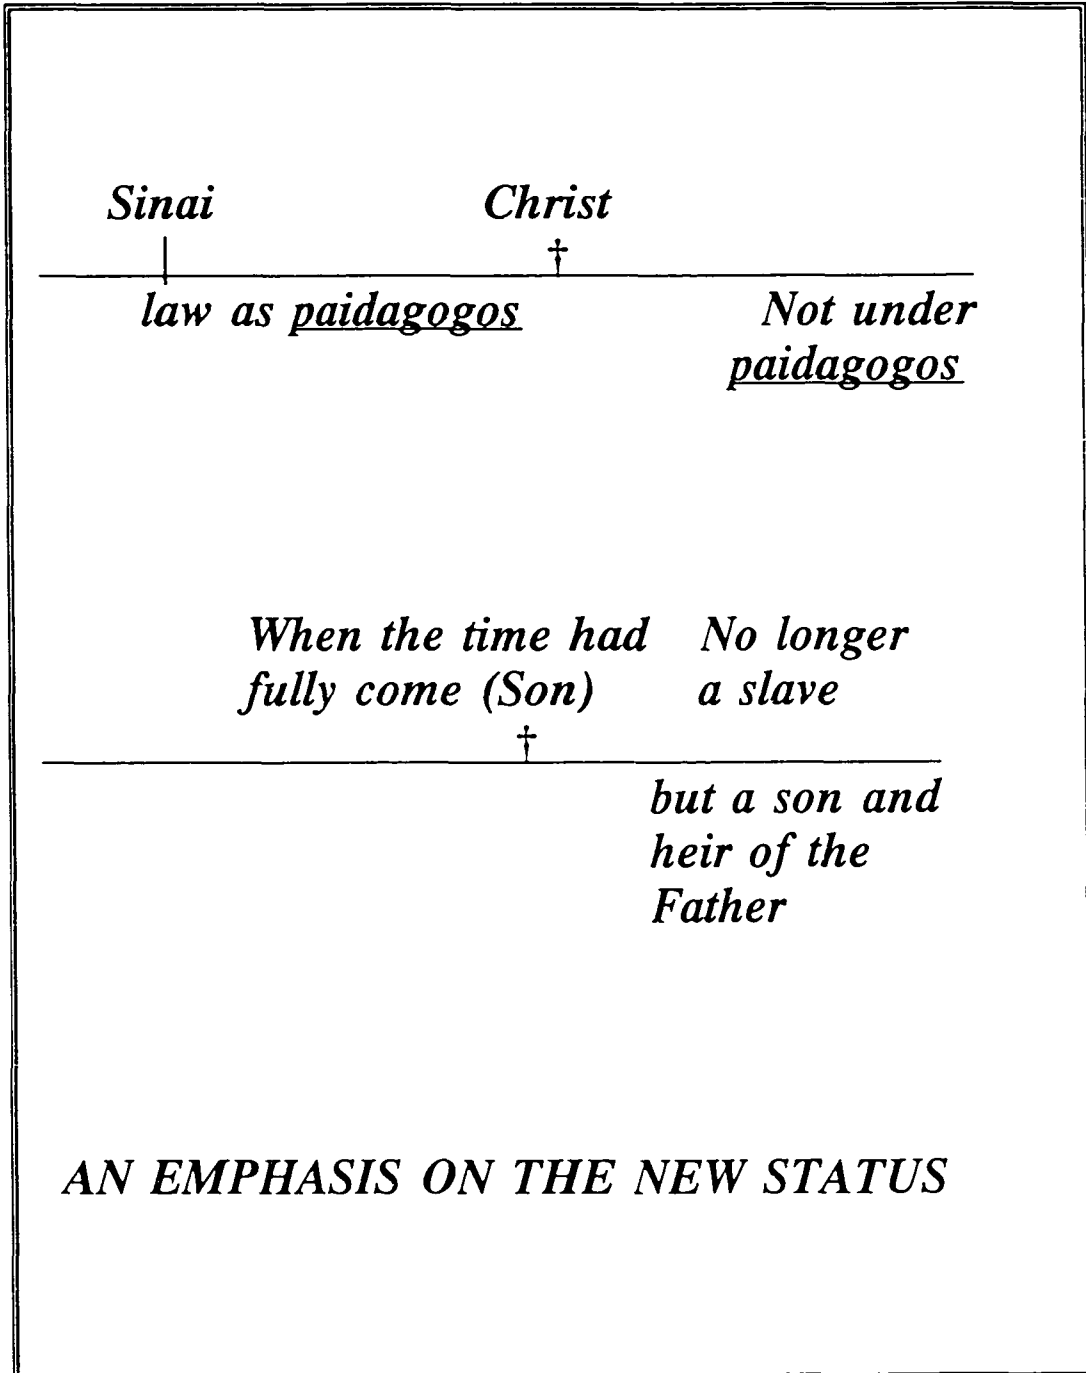 Sinai Christ
†
law as paidagogos Not under
paidagogos
When the time had No longer
fully come (Son) a slave
†
but a son and
heir of the
Father
AN EMPHASIS ON THE NEW STATUS